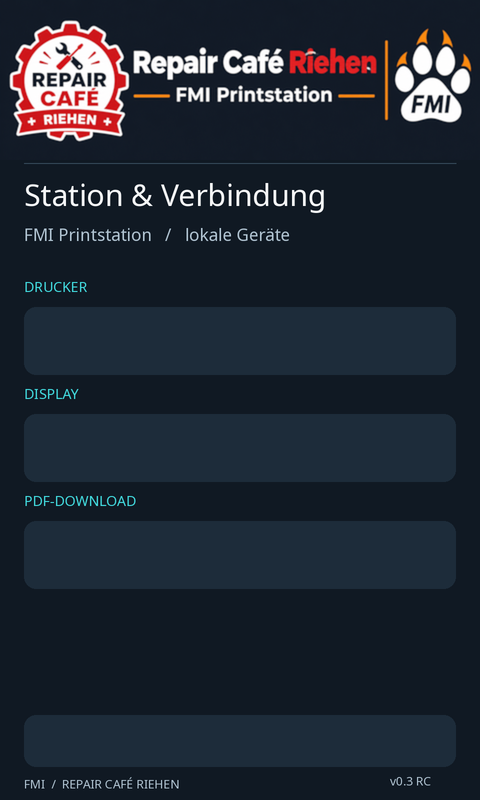 REPAIR
CAFÉ
RIEHEN
Repair Café Riehen
FMI Printstation
FMI
Station & Verbindung
FMI Printstation / lokale Geräte
DRUCKER
DISPLAY
PDF-DOWNLOAD
FMI / REPAIR CAFÉ RIEHEN
v0.3 RC